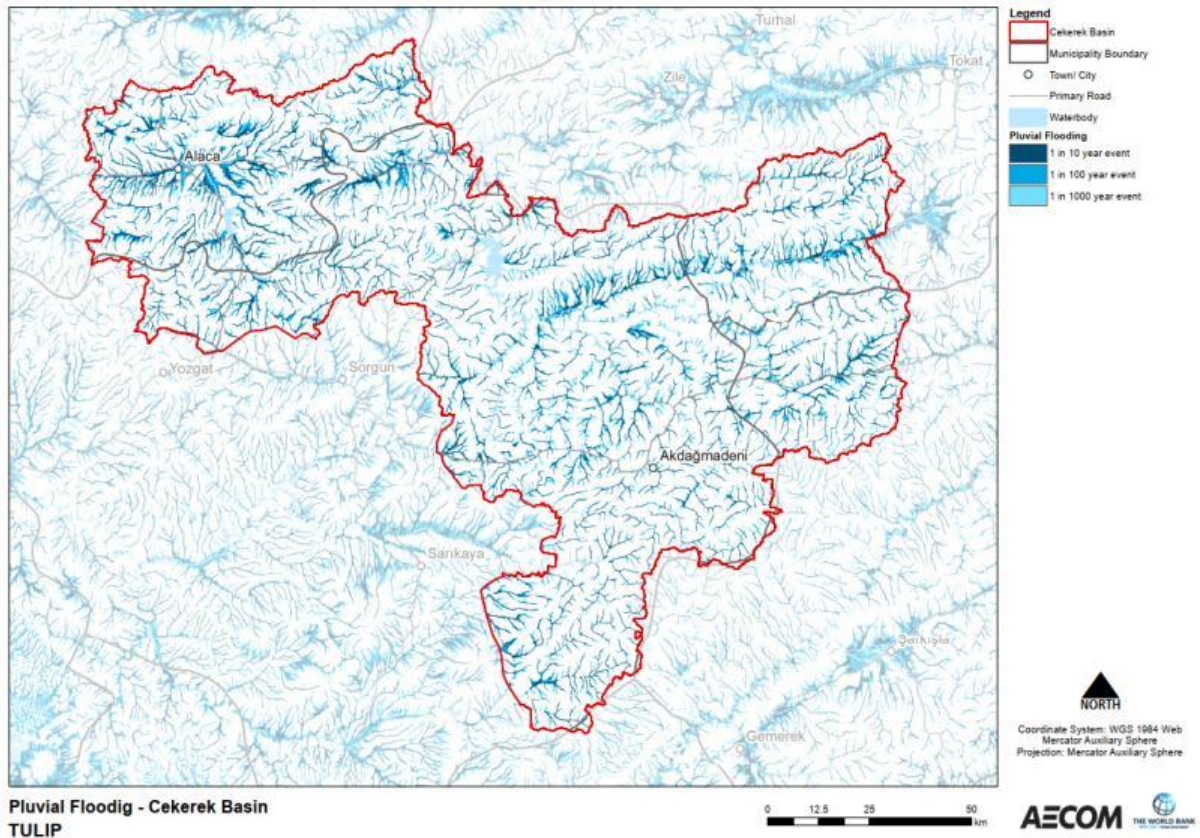 Turhal
Tokat
Zile
Alaca
Yozgat
Sorgun
Akdağmadeni
Sarıkaya
Şarkışla
Gemerek
Legend
Cekerek Basin
Municipality Boundary
Town/ City
Primary Road
Waterbody
Pluvial Flooding
1 in 10 year event
1 in 100 year event
1 in 1000 year event
NORTH
Coordinate System: WGS 1984 Web
Mercator Auxiliary Sphere
Projection: Mercator Auxiliary Sphere
Pluvial Floodig - Cekerek Basin
TULIP
0 12.5 25 50
km
AECOM
THE WORLD BANK